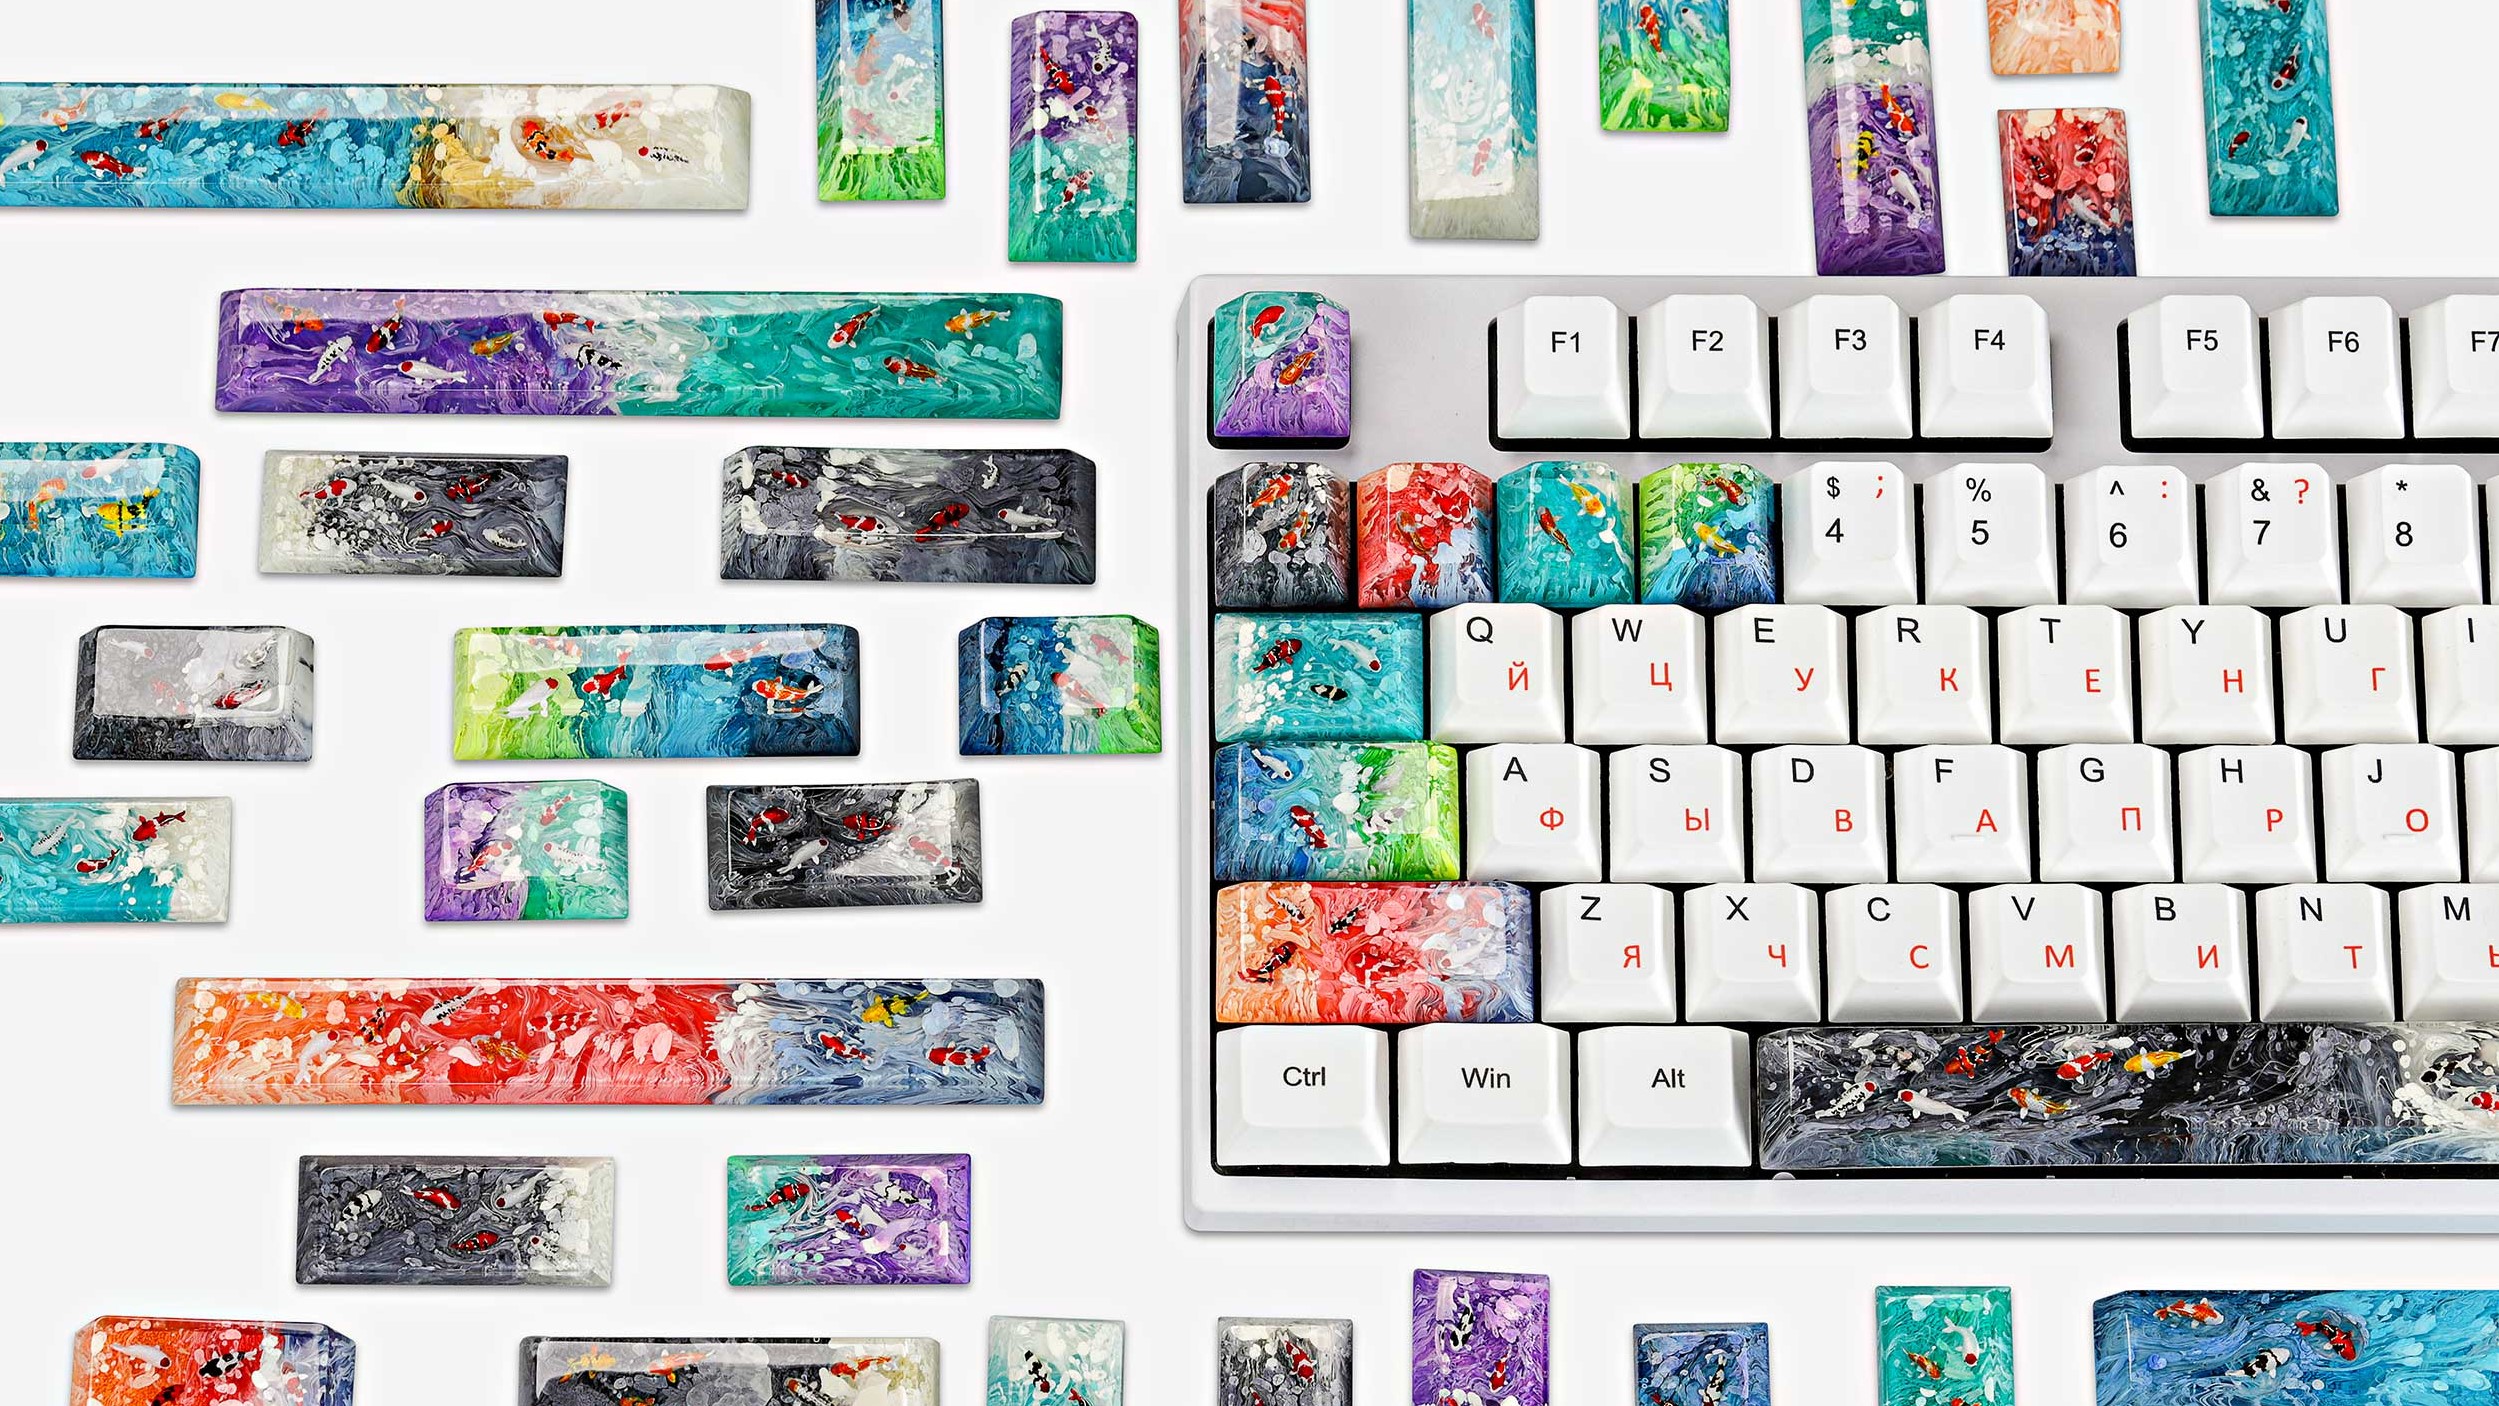 F1 F2 F3 F4 F5 F6 F7
$ ; % ^ : & ? *
4 5 6 7 8
Q W E R T Y U I
Й Ц У К Е Н Г
A S D F G H J
Ф Ы В А П Р О
Z X C V B N M
Я Ч С М И Т Ь
Ctrl Win Alt